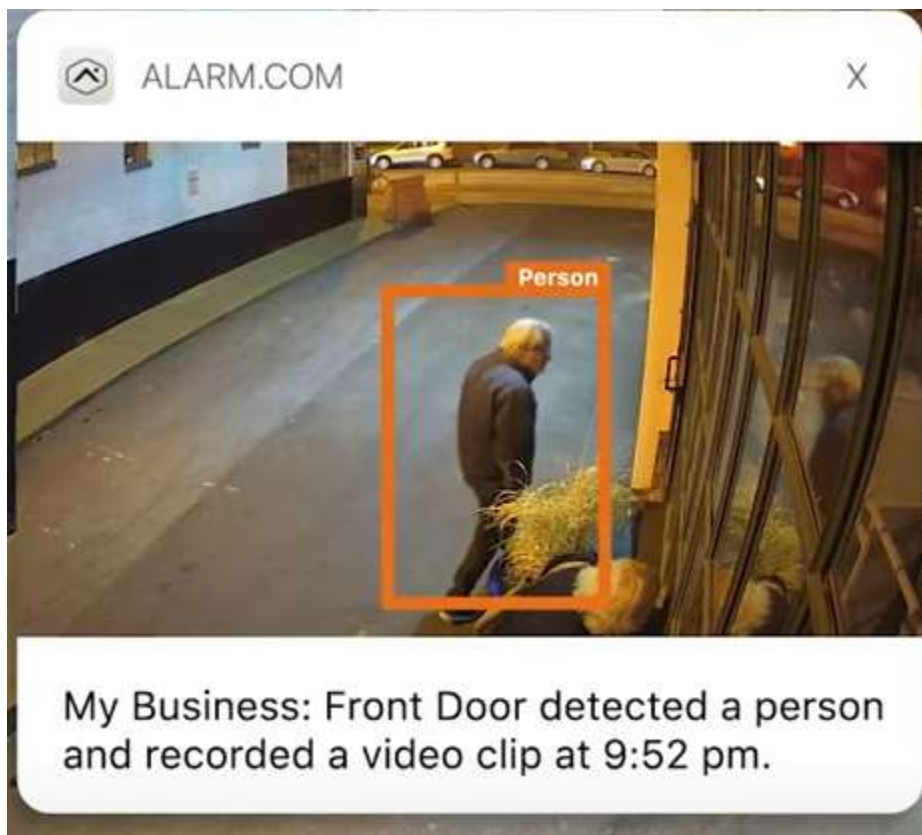 ALARM.COM
X
Person
My Business: Front Door detected a person
and recorded a video clip at 9:52 pm.